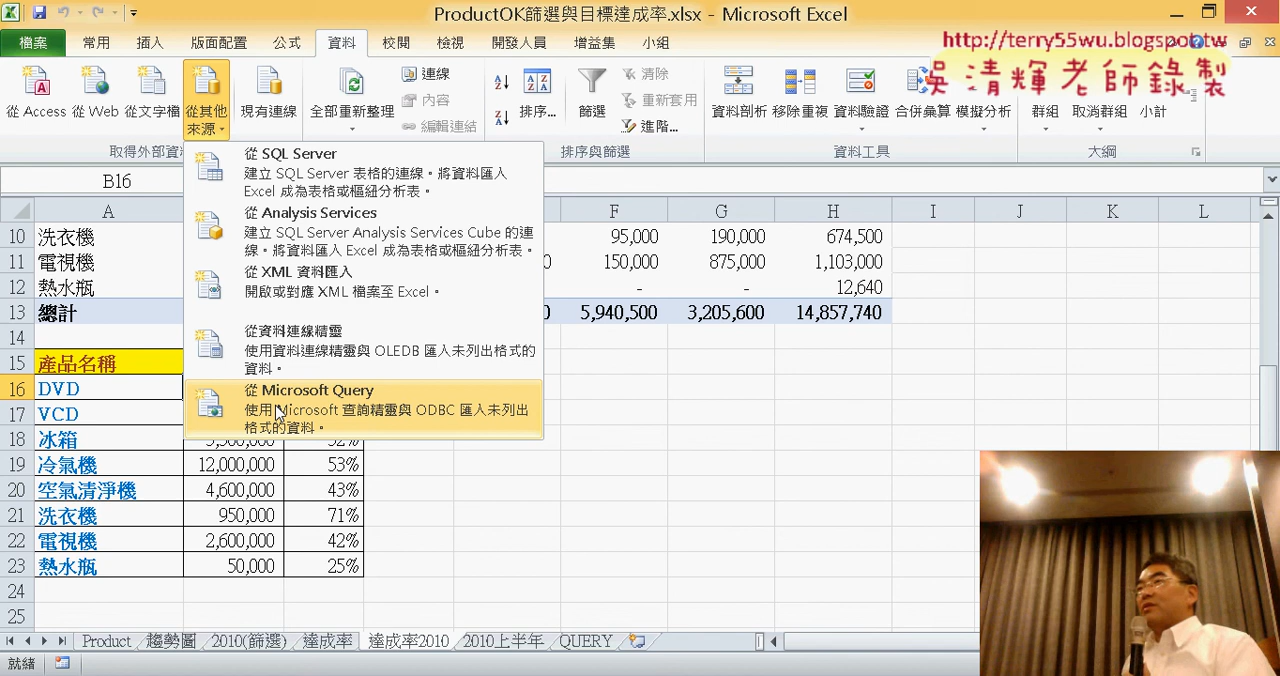 ProductOK篩選與目標達成率.xlsx - Microsoft Excel
檔案 常用 插入 版面配置 公式 資料 校閱 檢視 開發人員 增益集 小組
http://terry55wu.blogspot.tw
吳清輝老師錄製
從 Access 從 Web 從文字檔 從其他來源 現有連線 全部重新整理 連線 內容 編輯連結 排序... 篩選 清除 重新套用 進階... 資料剖析 移除重複 資料驗證 合併彙算 模擬分析 群組 取消群組 小計
取得外部資 排序與篩選 資料工具 大綱
B16
從 SQL Server
建立 SQL Server 表格的連線。將資料匯入
Excel 成為表格或樞紐分析表。
從 Analysis Services
建立 SQL Server Analysis Services Cube 的連
線。將資料匯入 Excel 成為表格或樞紐分析表。
從 XML 資料匯入
開啟或對應 XML 檔案至 Excel。
從資料連線精靈
使用資料連線精靈與 OLEDB 匯入未列出格式的
資料。
從 Microsoft Query
使用 Microsoft 查詢精靈與 ODBC 匯入未列出
格式的資料。
A F G H I J K L
10 洗衣機 95,000 190,000 674,500
11 電視機 0 150,000 875,000 1,103,000
12 熱水瓶 - - 12,640
13 總計 0 5,940,500 3,205,600 14,857,740
14
15 產品名稱
16 DVD
17 VCD
18 冰箱 52%
19 冷氣機 12,000,000 53%
20 空氣清淨機 4,600,000 43%
21 洗衣機 950,000 71%
22 電視機 2,600,000 42%
23 熱水瓶 50,000 25%
24
25
Product 趨勢圖 2010(篩選) 達成率 達成率2010 2010上半年 QUERY
就緒